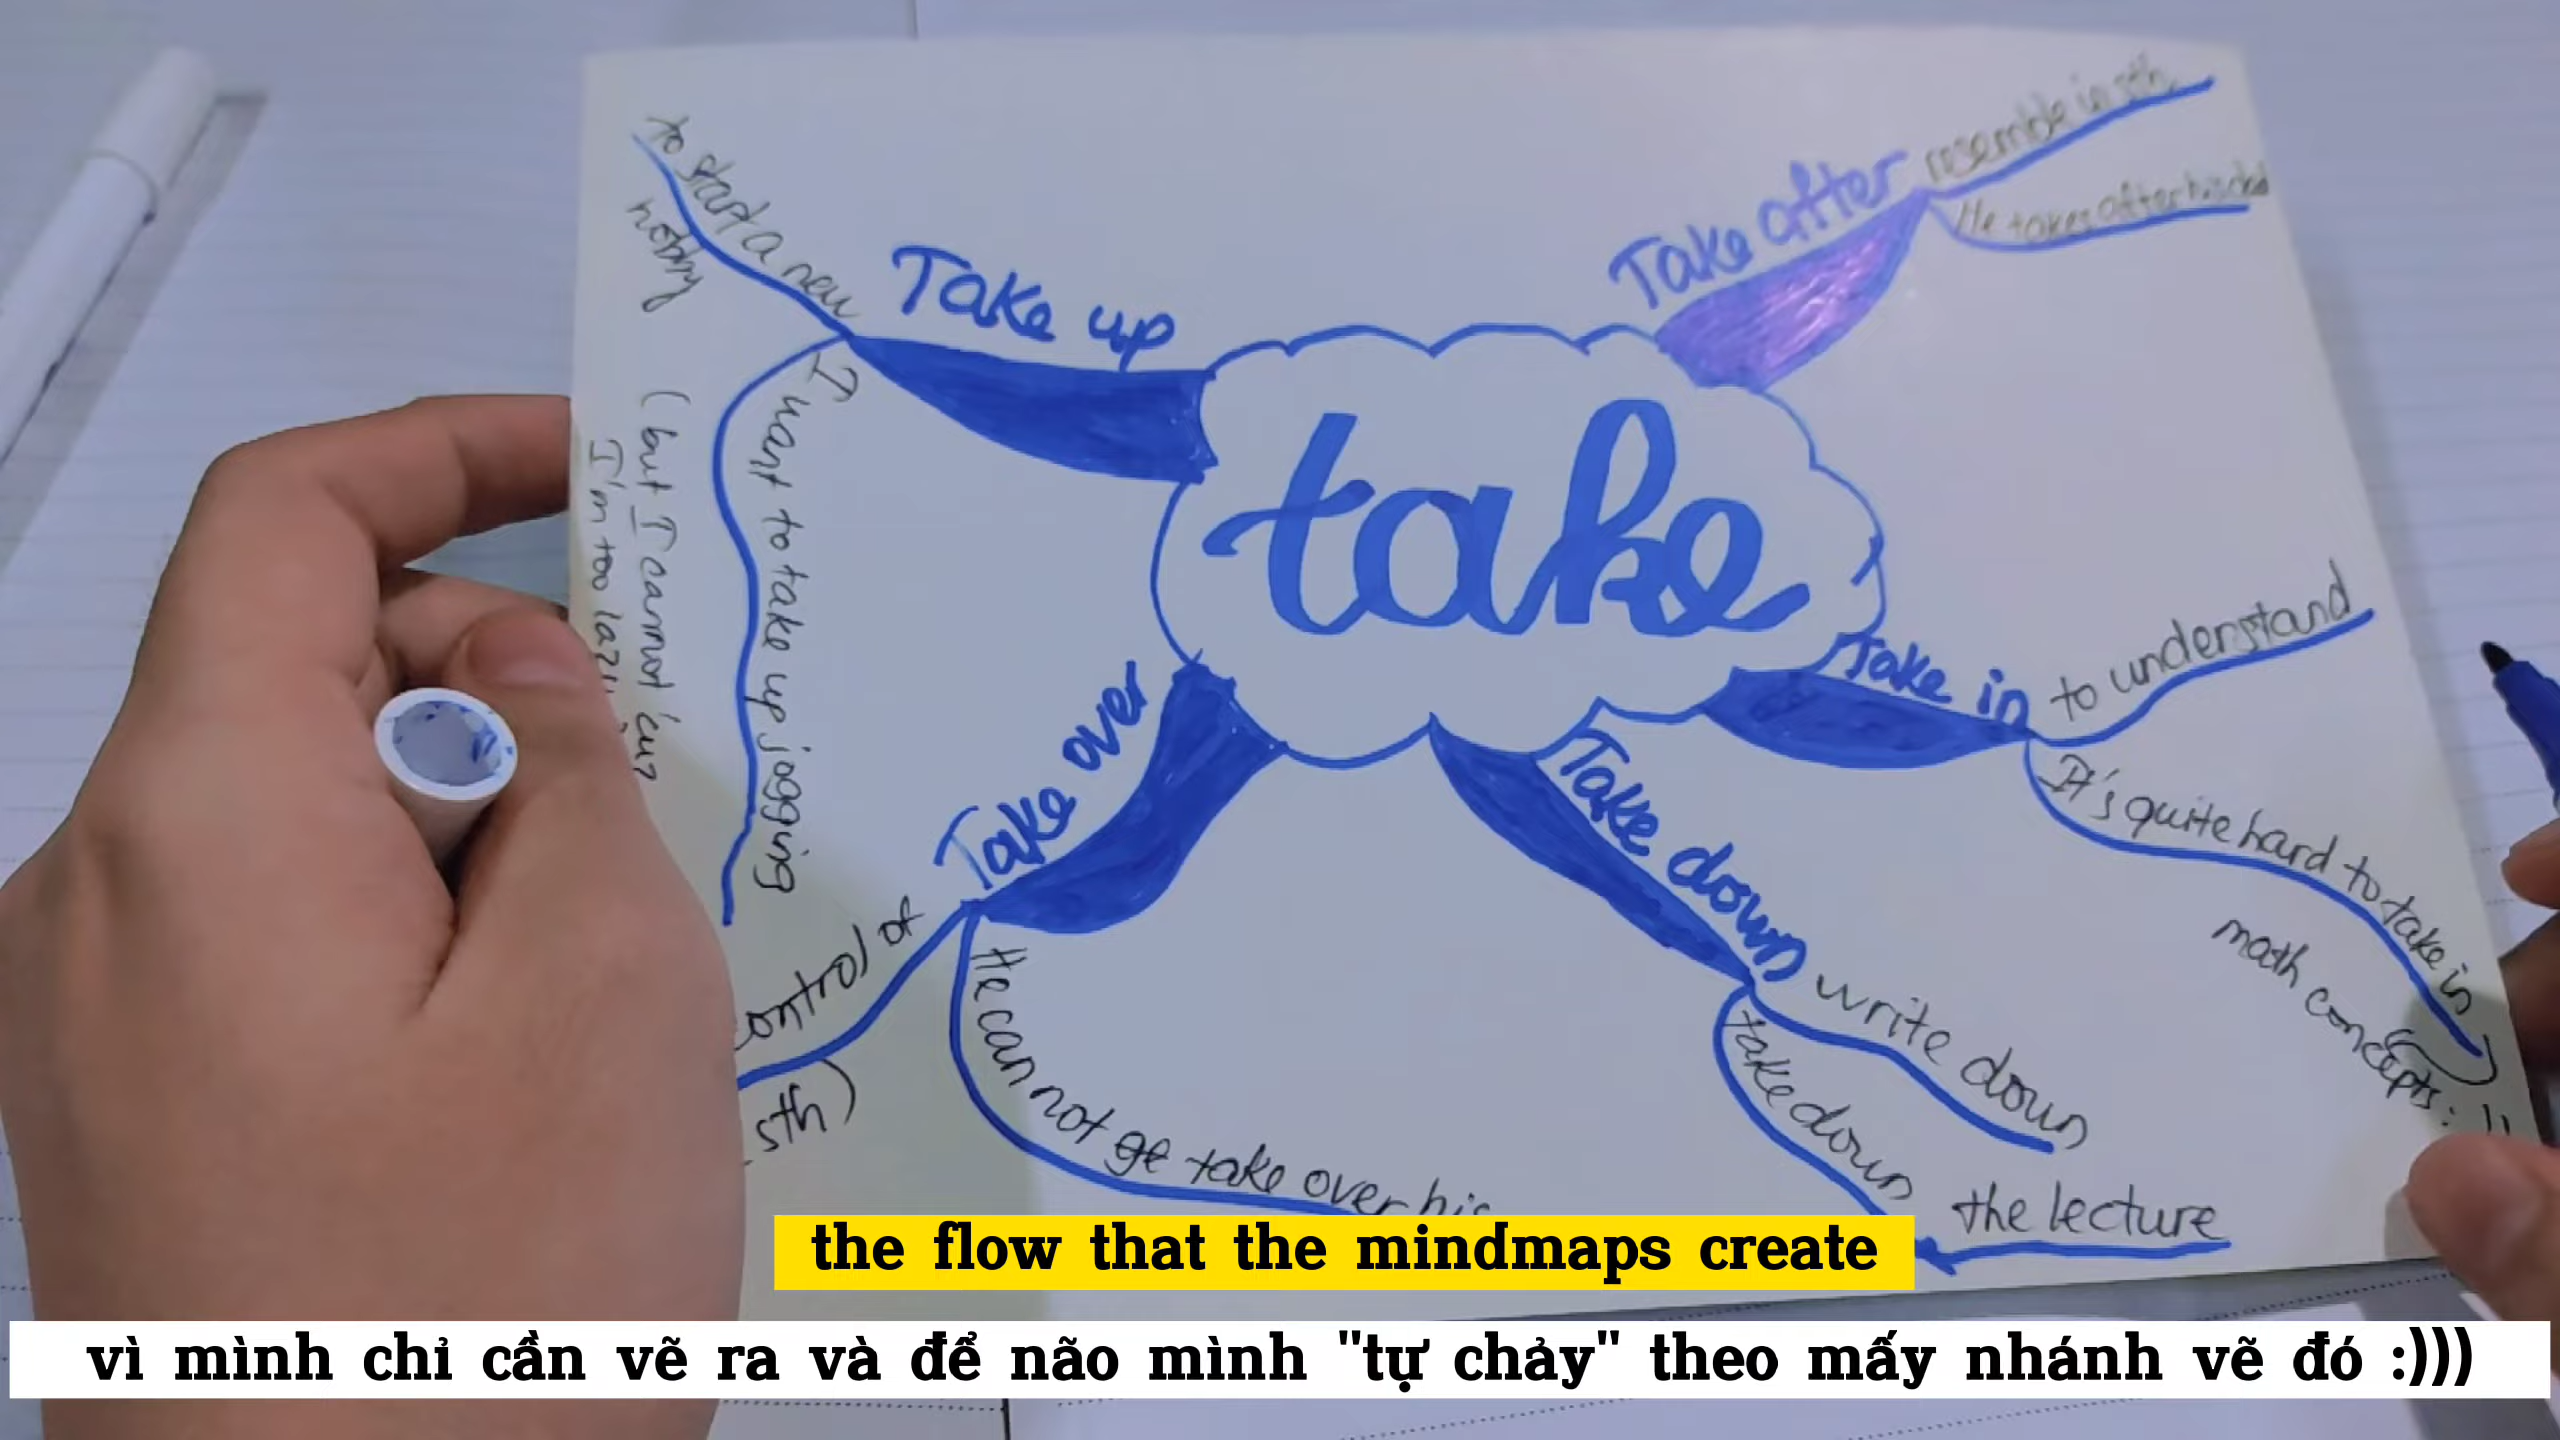 take
Take up
to start a new
hobby
I want to take up jogging
(but I cannot
I'm too
Take after
resemble in sth
He takes after his dad
Take in
to understand
It's quite hard to take in
math concepts :
Take down
write down
take down
the lecture
Take over
control of
sth)
He can not ge take over his
the flow that the mindmaps create
vì mình chỉ cần vẽ ra và để não mình "tự chảy" theo mấy nhánh vẽ đó :)))